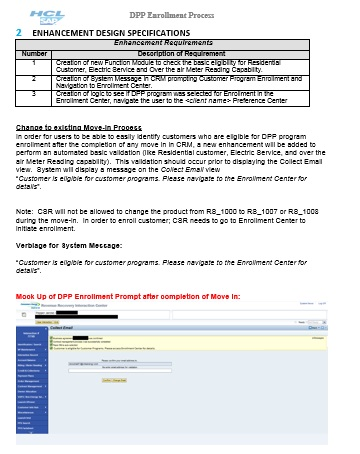 HCL
SAP
DPP Enrollment Process
2 ENHANCEMENT DESIGN SPECIFICATIONS
Enhancement Requirements
Number Description of Requirement
1 Creation of new Function Module to check the basic eligibility for Residential
Customer, Electric Service and Over the air Meter Reading Capability.
2 Creation of System Message in CRM prompting Customer Program Enrollment and
Navigation to Enrollment Center.
3 Creation of logic to see if DPP program was selected for Enrollment in the
Enrollment Center, navigate the user to the <client name> Preference Center
Change to existing Move-In Process
In order for users to be able to easily identify customers who are eligible for DPP program
enrollment after the completion of any move in in CRM, a new enhancement will be added to
perform an automated basic validation (like Residential customer, Electric Service, and over the
air Meter Reading capability). This validation should occur prior to displaying the Collect Email
view. System will display a message on the Collect Email view
"Customer is eligible for customer programs. Please navigate to the Enrollment Center for
details".
Note: CSR will not be allowed to change the product from RS_1000 to RS_1007 or RS_1008
during the move-in. In order to enroll customer; CSR needs to go to Enrollment Center to
initiate enrollment.
Verbiage for System Message:
"Customer is eligible for customer programs. Please navigate to the Enrollment Center for
details".
Mock Up of DPP Enrollment Prompt after completion of Move In:
Collect Email